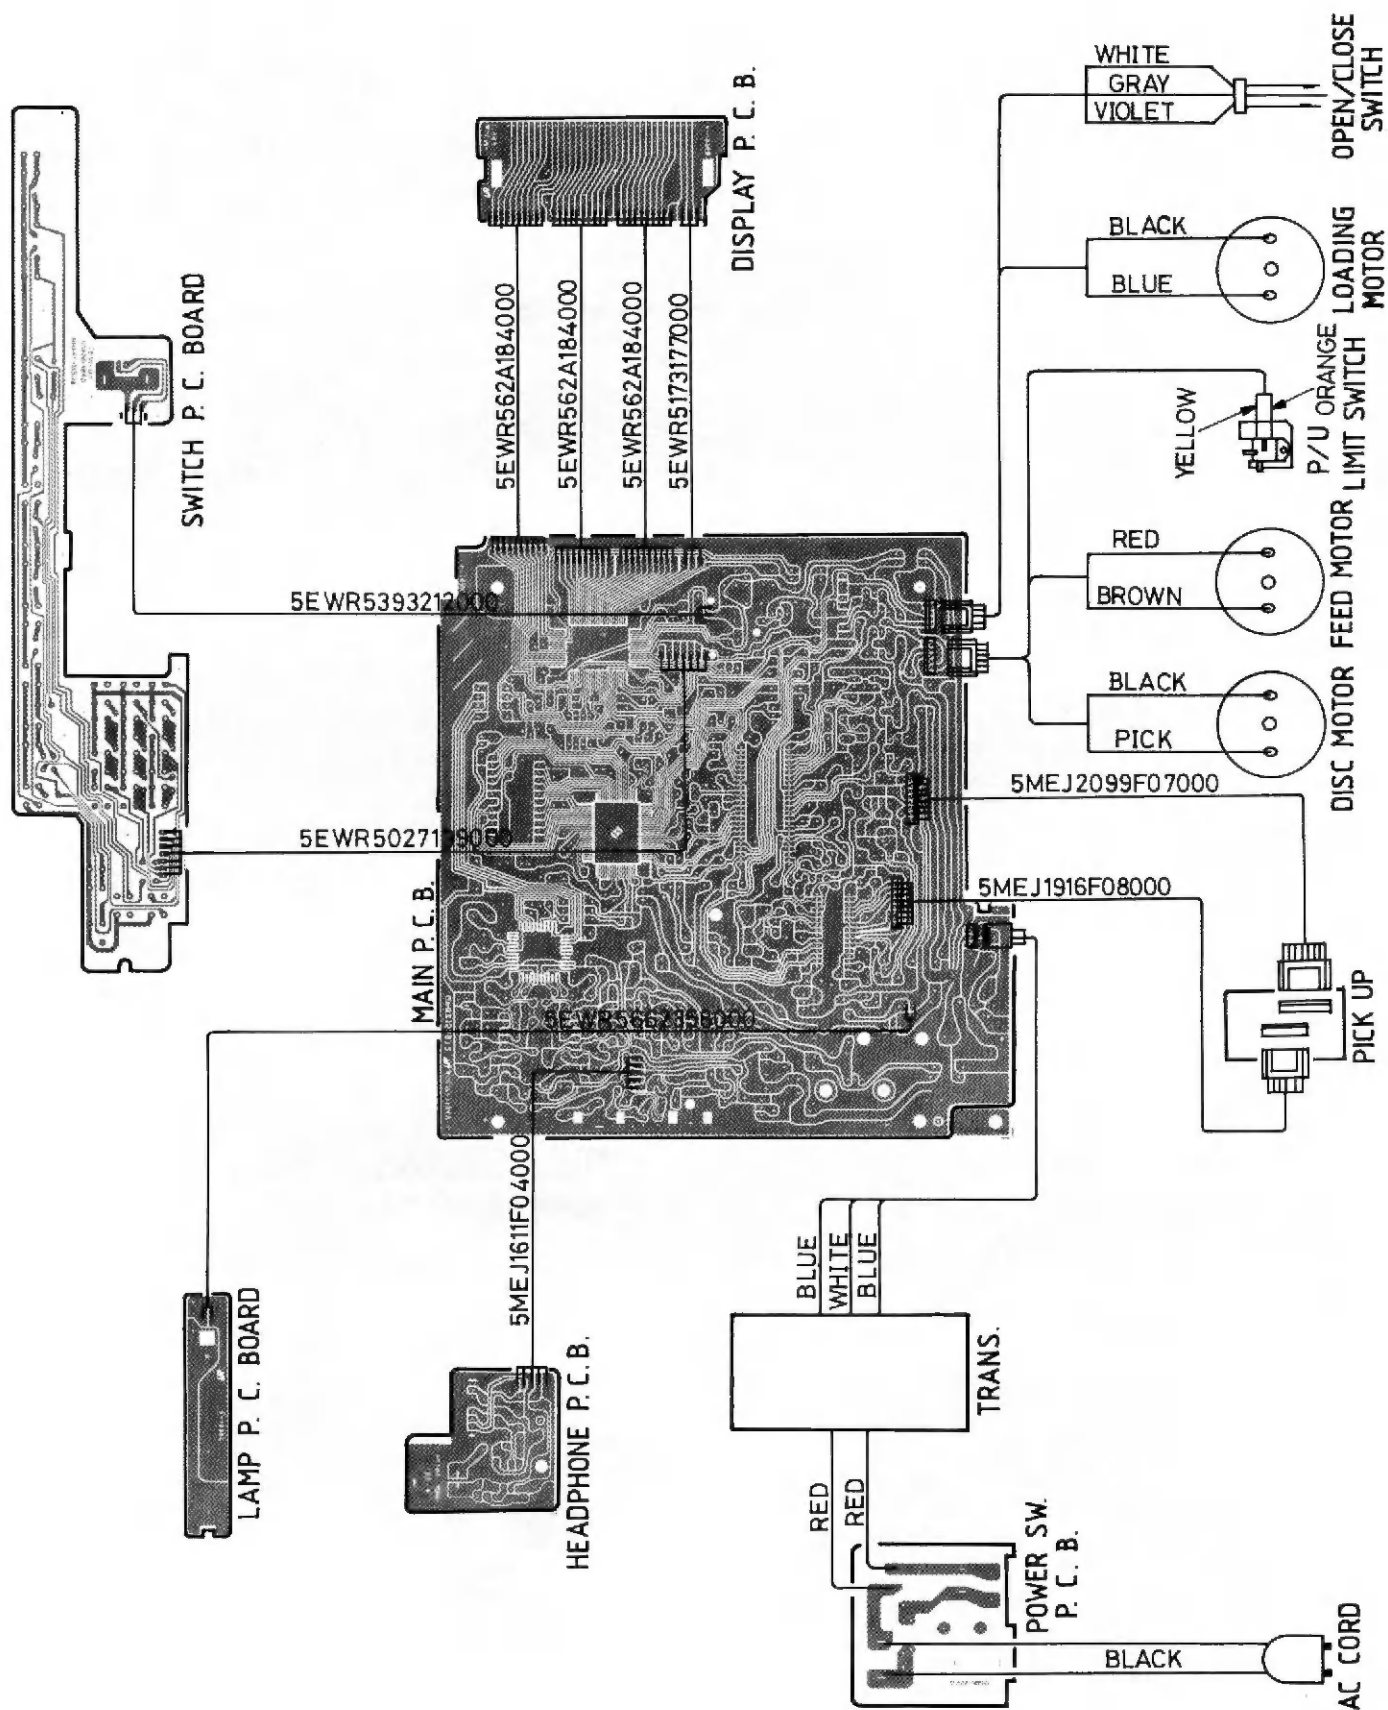 WHITE
GRAY
VIOLET
OPEN/CLOSE
SWITCH
DISPLAY P. C. B.
BLACK
BLUE
LOADING
MOTOR
SWITCH P. C. BOARD
5EWR562A184000
5EWR562A184000
5EWR562A184000
5EWR5173177000
YELLOW
P/U ORANGE
LIMIT SWITCH
5EWR5393212000
RED
BROWN
FEED MOTOR
BLACK
PICK
DISC MOTOR
5MEJ2099F07000
5EWR5027199000
5MEJ1916F08000
MAIN P.C.B.
PICK UP
5MEJ1611F04000
BLUE
WHITE
BLUE
LAMP P. C. BOARD
HEADPHONE P.C.B.
TRANS.
RED
RED
POWER SW.
P. C. B.
BLACK
AC CORD